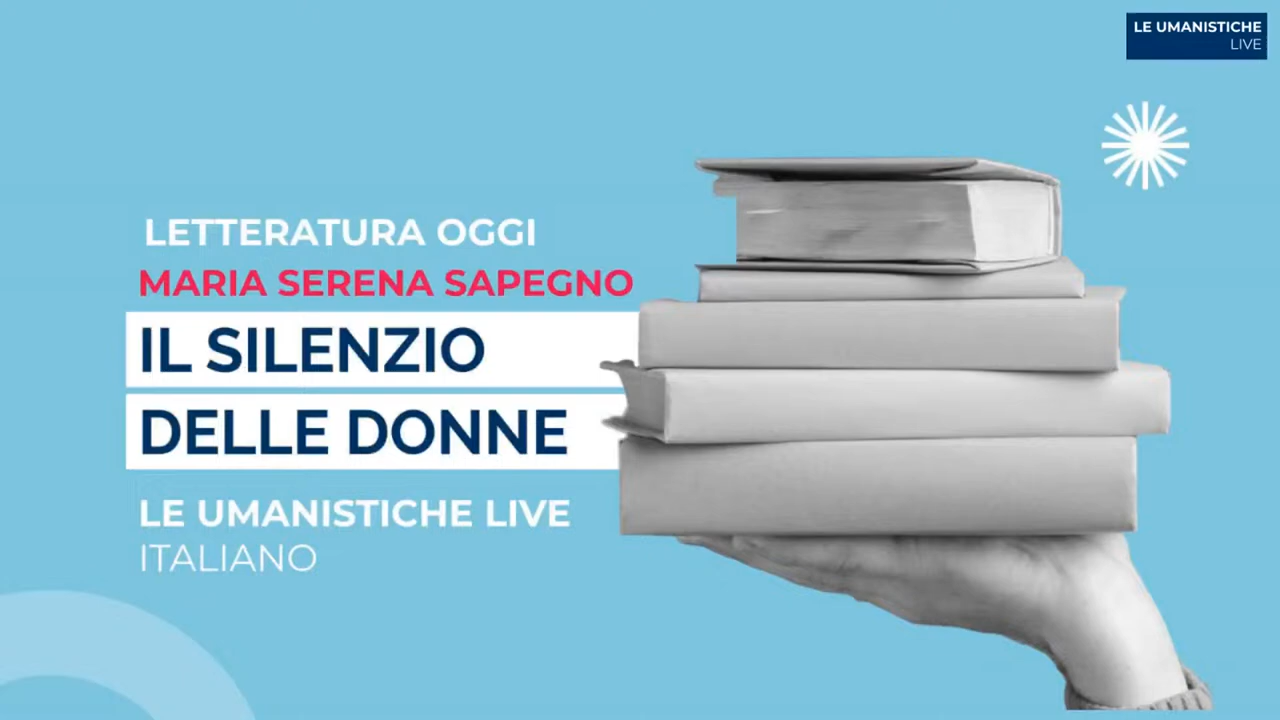 LE UMANISTICHE
LIVE
LETTERATURA OGGI
MARIA SERENA SAPEGNO
IL SILENZIO
DELLE DONNE
LE UMANISTICHE LIVE
ITALIANO